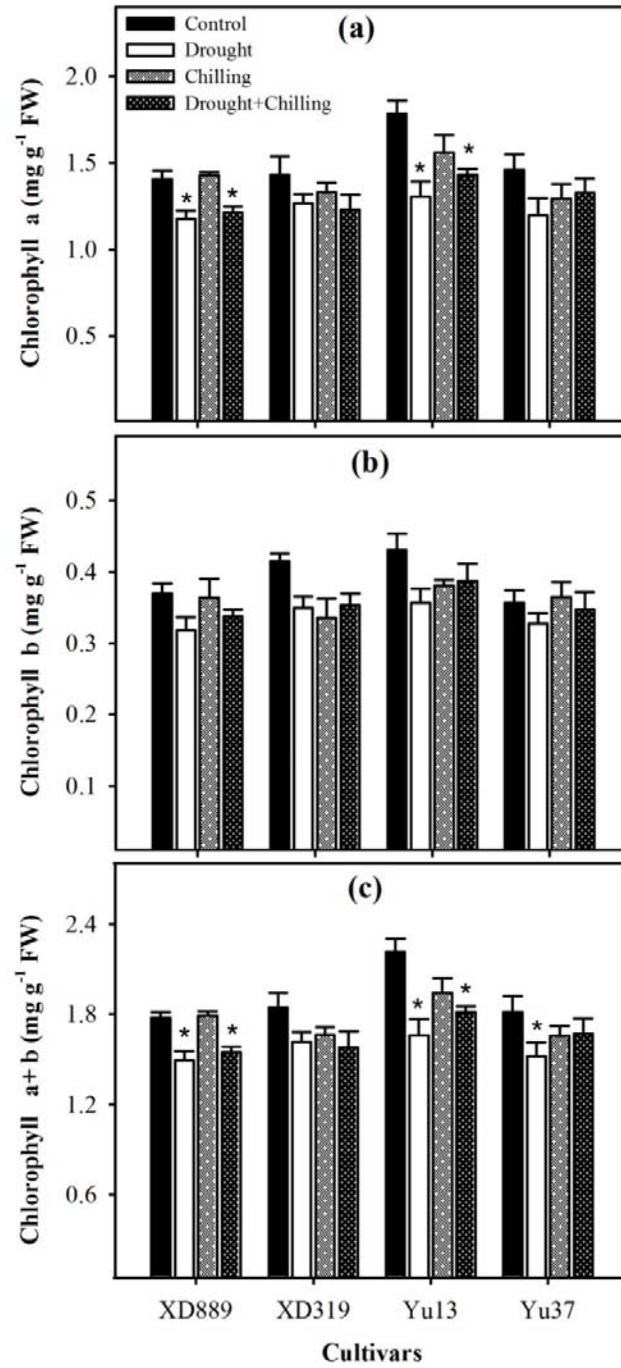 (a)
Control
Drought
Chilling
Drought+Chilling
Chlorophyll a (mg g-1 FW)
2.0
1.5
1.0
0.5
* * * *
(b)
Chlorophyll b (mg g-1 FW)
0.5
0.4
0.3
0.2
0.1
(c)
Chlorophyll a+ b (mg g-1 FW)
2.4
1.8
1.2
0.6
* * * * *
XD889 XD319 Yu13 Yu37
Cultivars